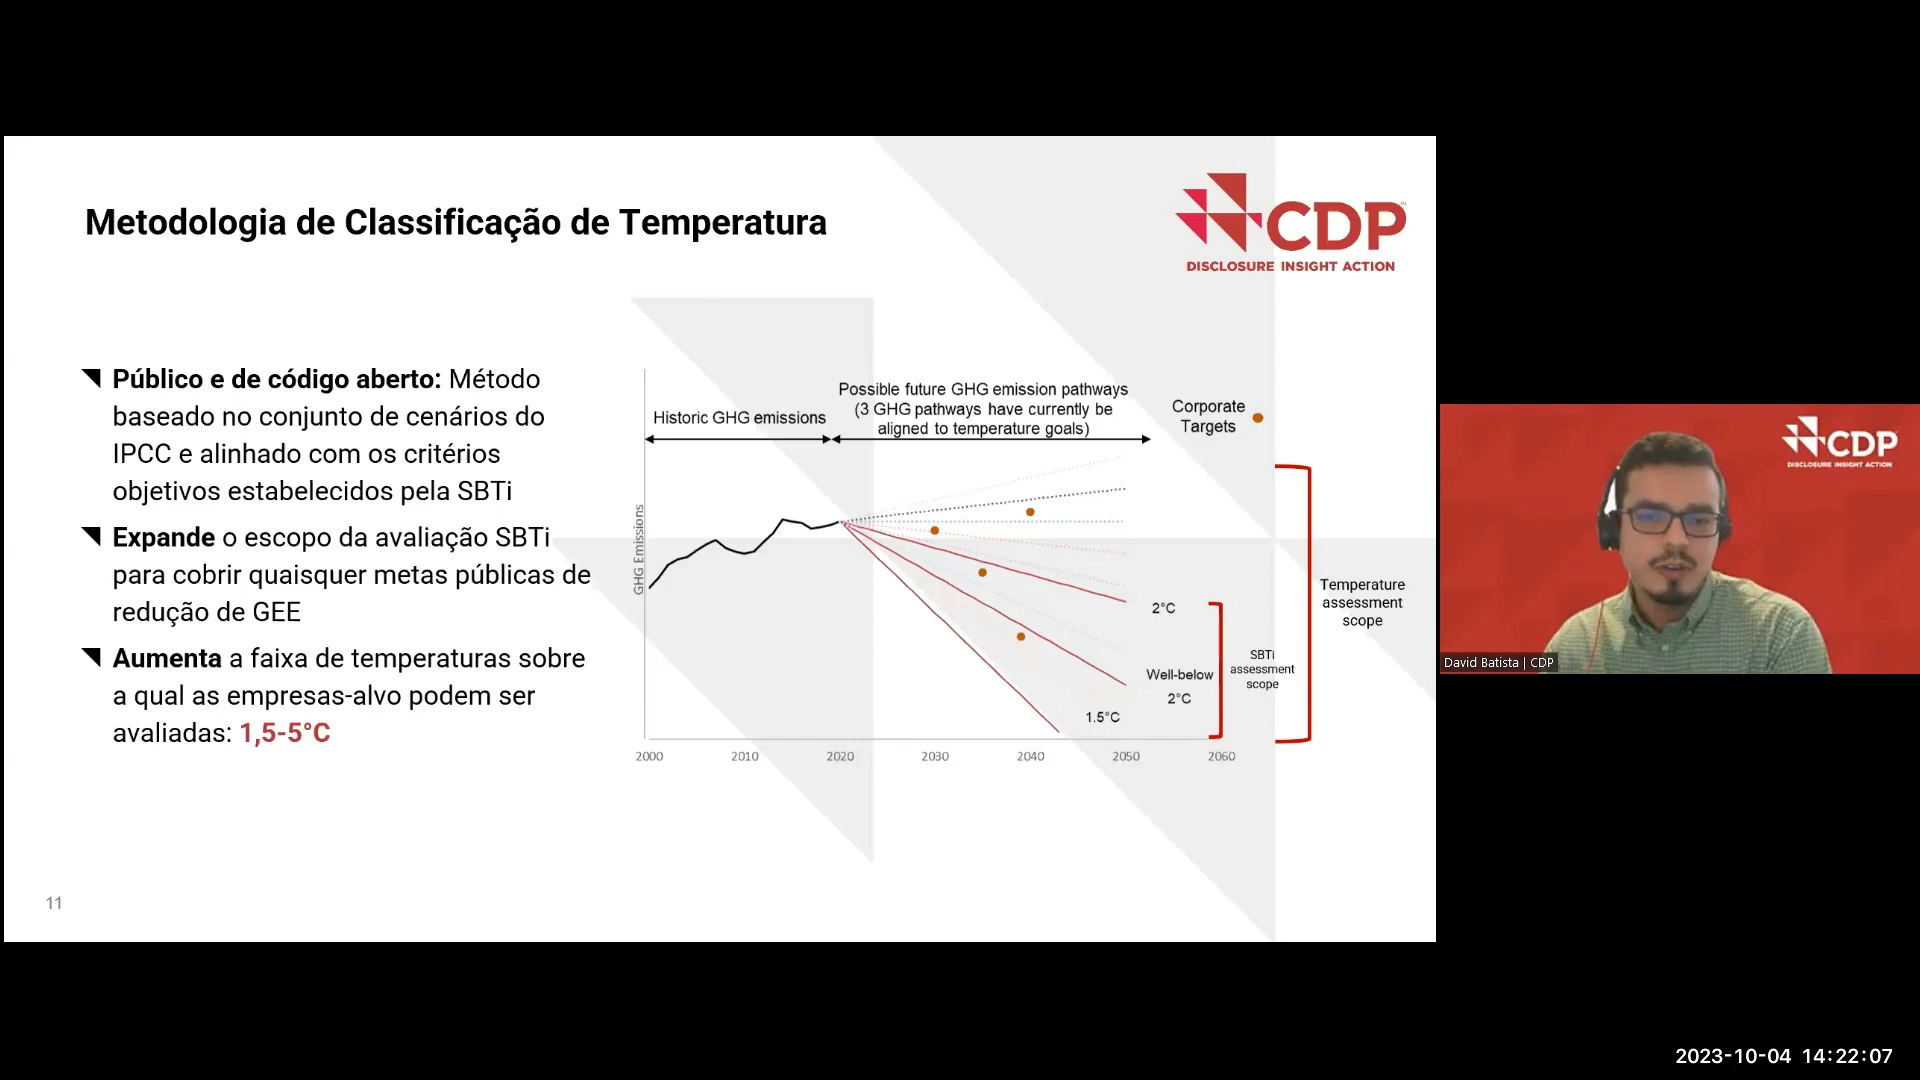 Metodologia de Classificação de Temperatura
CDP
DISCLOSURE INSIGHT ACTION
Público e de código aberto: Método
baseado no conjunto de cenários do
IPCC e alinhado com os critérios
objetivos estabelecidos pela SBTi
Expande o escopo da avaliação SBTi
para cobrir quaisquer metas públicas de
redução de GEE
Aumenta a faixa de temperaturas sobre
a qual as empresas-alvo podem ser
avaliadas: 1,5-5°C
Historic GHG emissions
Possible future GHG emission pathways
(3 GHG pathways have currently be
aligned to temperature goals)
Corporate
Targets
GHG Emissions
2°C
Well-below
2°C
1.5°C
SBTi
assessment
scope
Temperature
assessment
scope
2000 2010 2020 2030 2040 2050 2060
11
CDP
DISCLOSURE INSIGHT ACTION
David Batista | CDP
2023-10-04 14:22:07